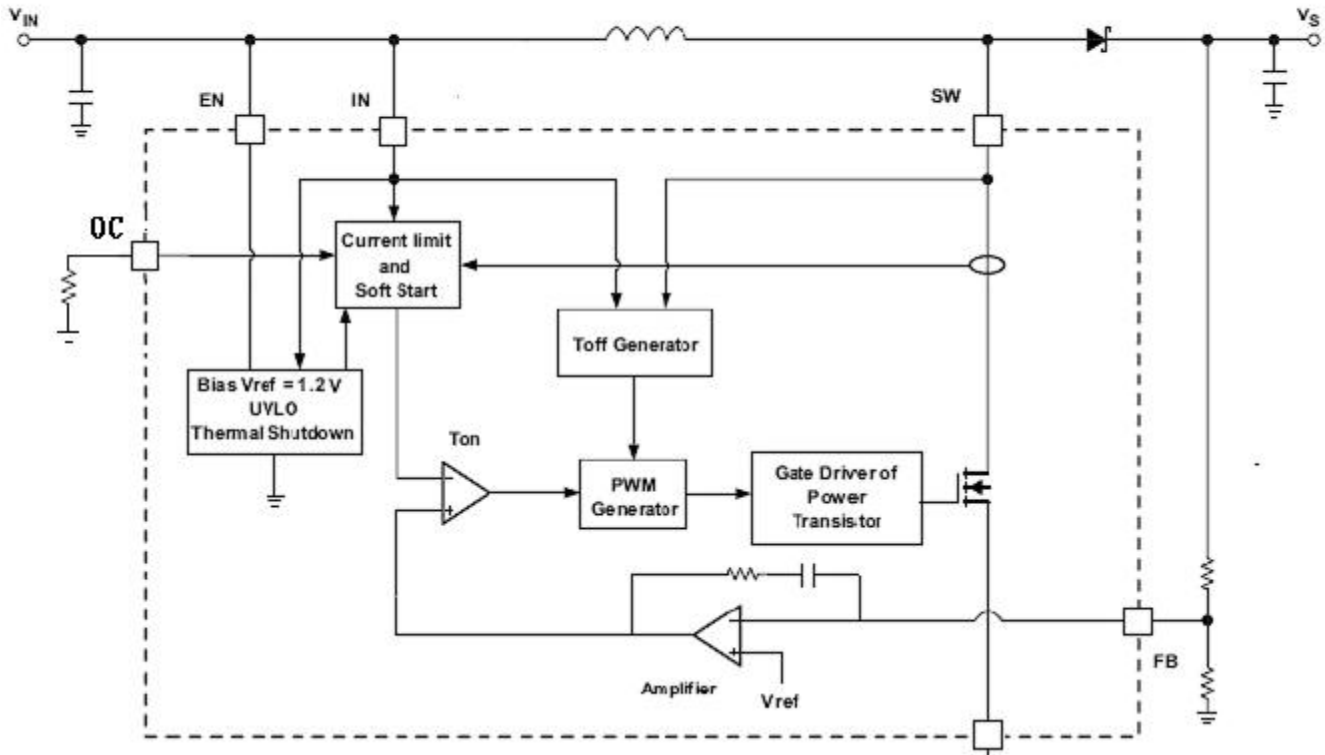 VIN
VS
EN
IN
SW
OC
Current limit
and
Soft Start
Toff Generator
Bias Vref = 1.2 V
UVLO
Thermal Shutdown
Ton
PWM
Generator
Gate Driver of
Power
Transistor
FB
Amplifier
Vref